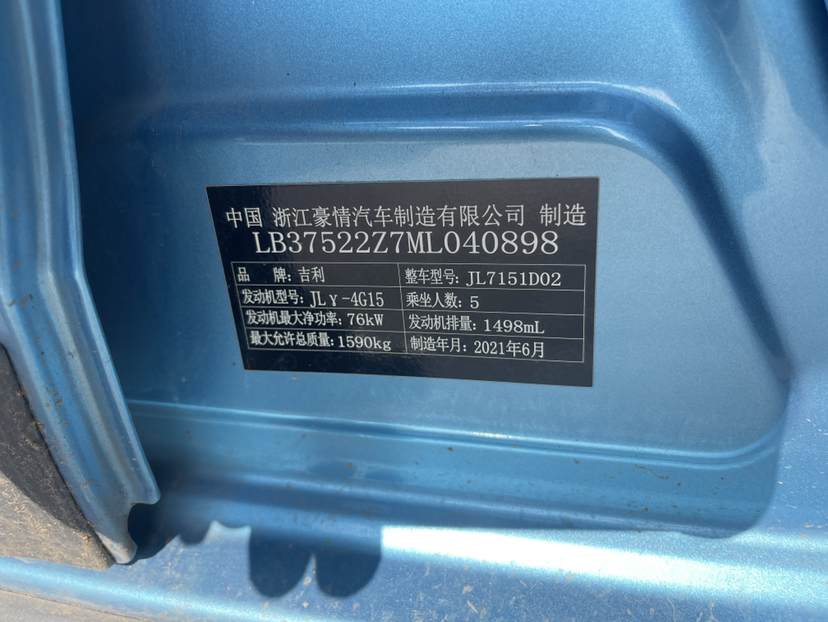 中国 浙江豪情汽车制造有限公司 制造
LB37522Z7ML040898
品 牌:吉利 整车型号:JL7151D02
发动机型号:JLγ-4G15 乘坐人数:5
发动机最大净功率:76kW 发动机排量:1498mL
最大允许总质量:1590kg 制造年月:2021年6月